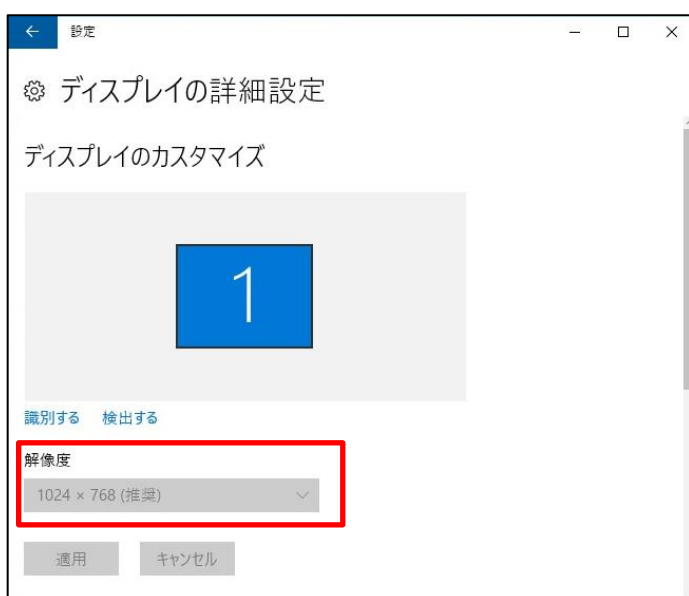 設定
ディスプレイの詳細設定
ディスプレイのカスタマイズ
1
識別する 検出する
解像度
1024 × 768 (推奨)
適用 キャンセル